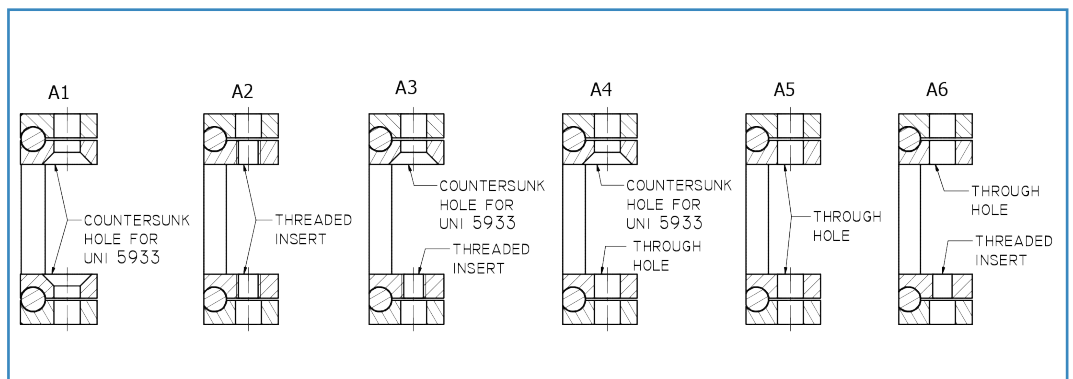 A1
A2
A3
A4
A5
A6
COUNTERSUNK
HOLE FOR
UNI 5933
THREADED
INSERT
COUNTERSUNK
HOLE FOR
UNI 5933
THREADED
INSERT
COUNTERSUNK
HOLE FOR
UNI 5933
THROUGH
HOLE
THROUGH
HOLE
THROUGH
HOLE
THREADED
INSERT